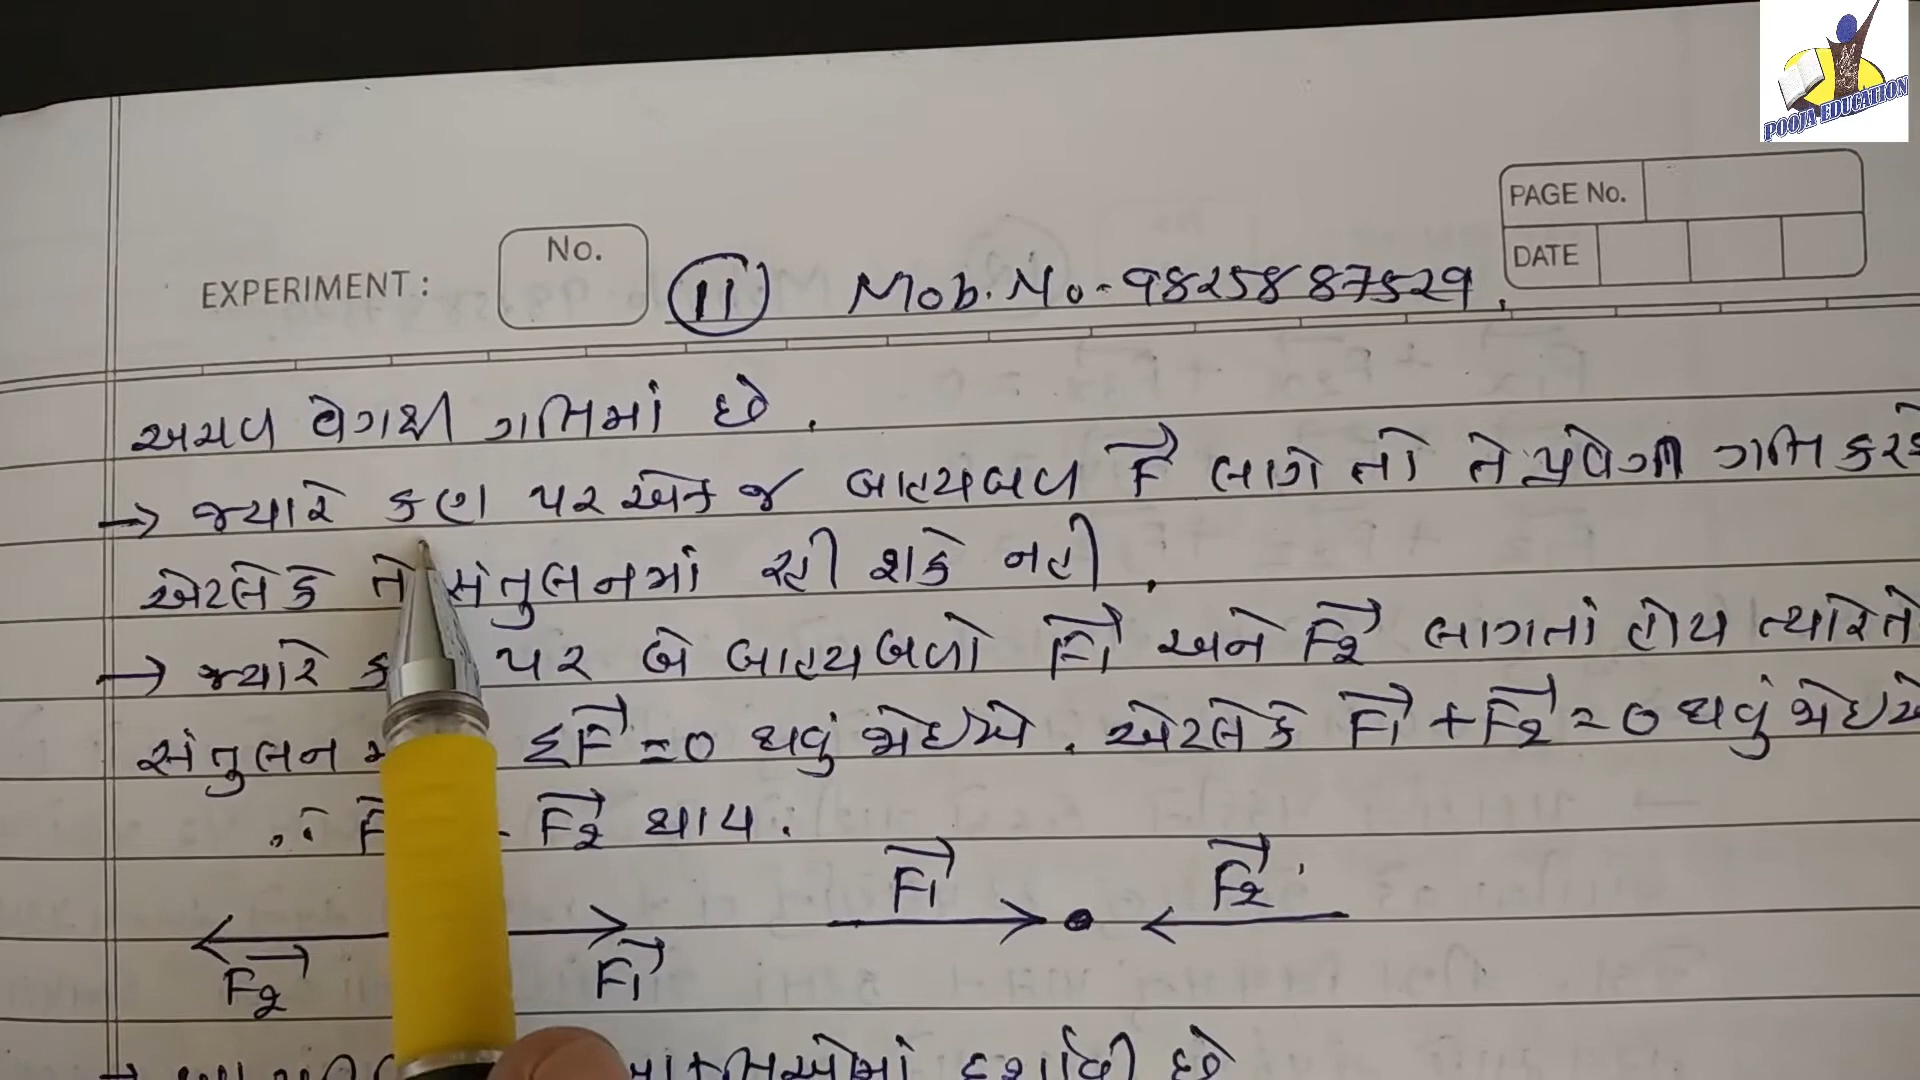 POOJA EDUCATION
PAGE No.
DATE
EXPERIMENT :
No.
11 Mob. No - 9825887529.
અચળ વેગથી ગતિમાં છે.
→ જ્યારે કણ પર એક જ બાહ્યબળ F⃗ લાગે તો તે પ્રવેગી ગતિ કરશે
એટલેકે તે સંતુલનમાં રહી શકે નહી.
→ જ્યારે પર બે બાહ્યબળો F1⃗ અને F2⃗ લાગતાં હોય ત્યારે તે
સંતુલન ΣF⃗ = 0 થવું જોઇએ. એટલે કે F1⃗ + F2⃗ = 0 થવું જોઇએ
∴ F - F2⃗ થાય.
F1⃗ F2⃗
F2⃗ F1⃗